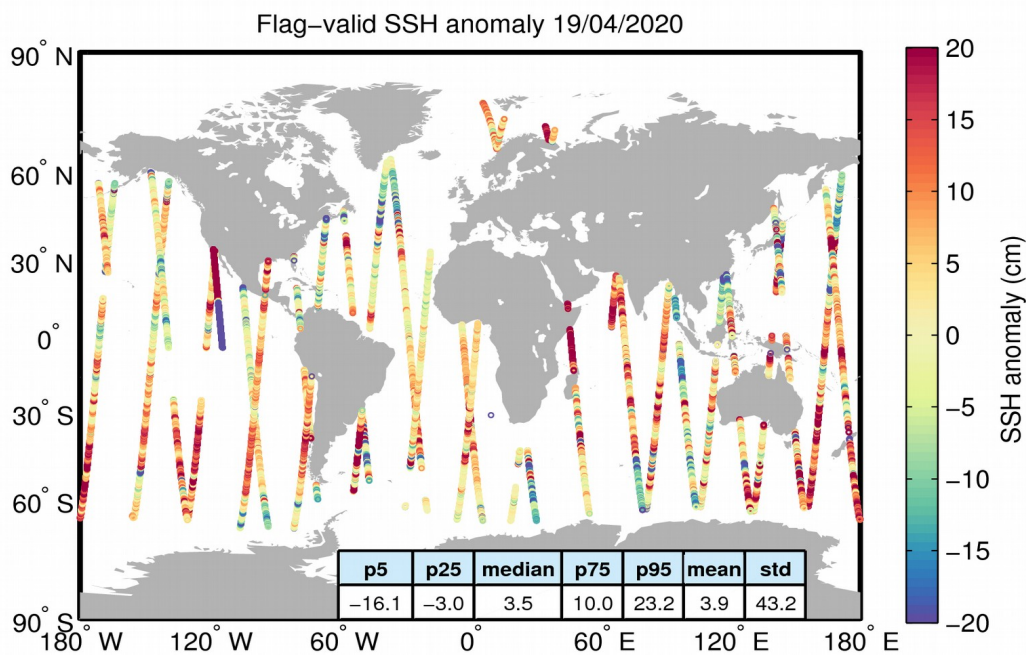 Flag−valid SSH anomaly 19/04/2020
90° N
60° N
30° N
0°
30° S
60° S
90° S
180° W
120° W
60° W
0°
60° E
120° E
180° E
p5 p25 median p75 p95 mean std
−16.1 −3.0 3.5 10.0 23.2 3.9 43.2
20
15
10
5
0
−5
−10
−15
−20
SSH anomaly (cm)